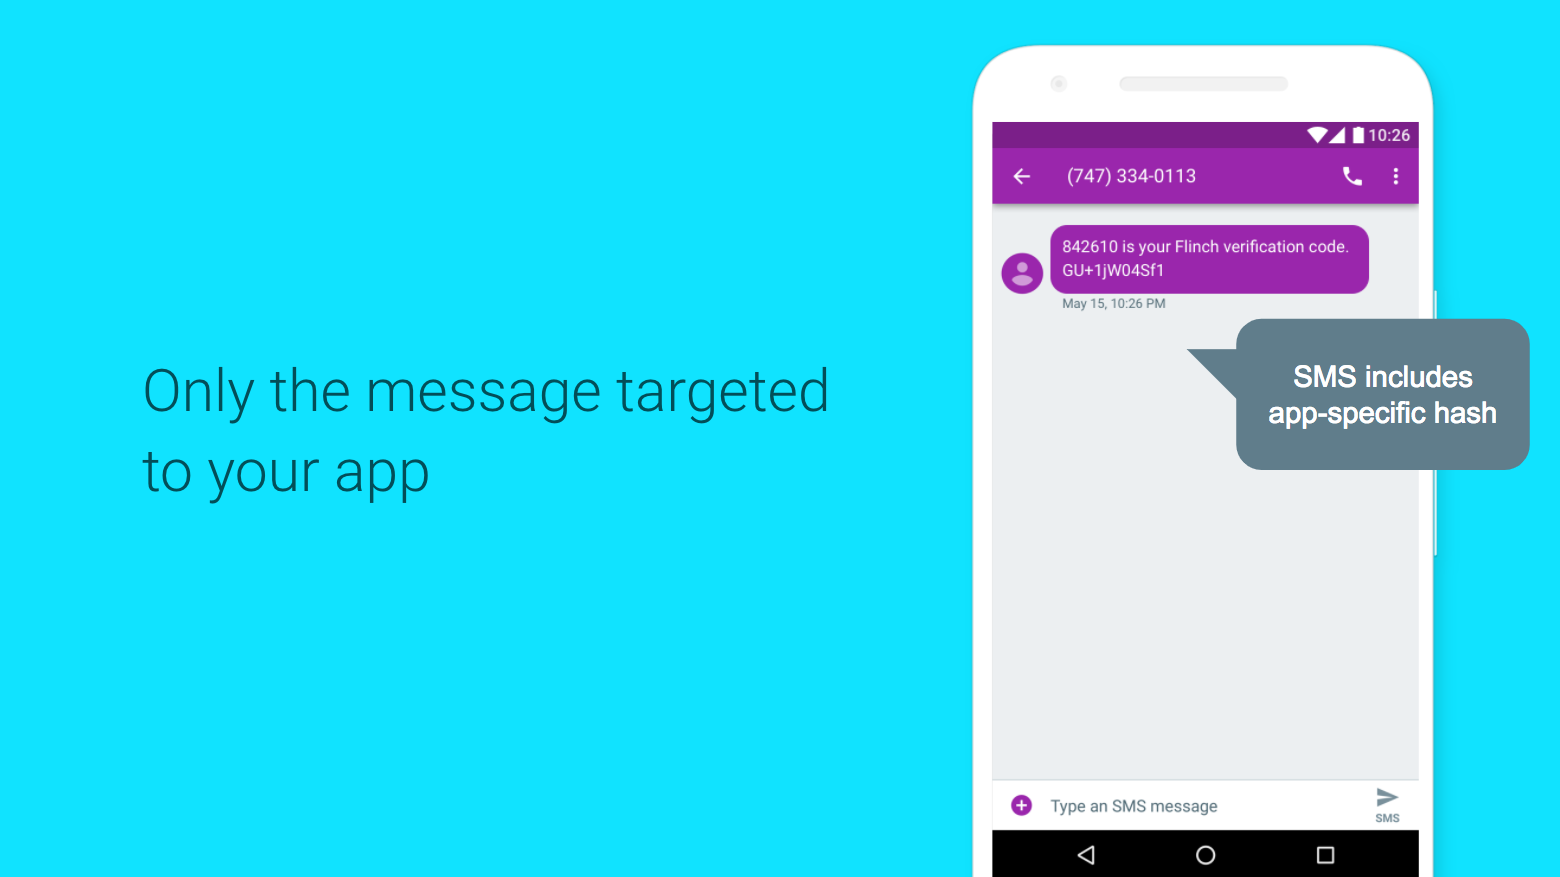 Only the message targeted
to your app
10:26
(747) 334-0113
842610 is your Flinch verification code.
GU+1jW04Sf1
May 15, 10:26 PM
SMS includes
app-specific hash
Type an SMS message
SMS